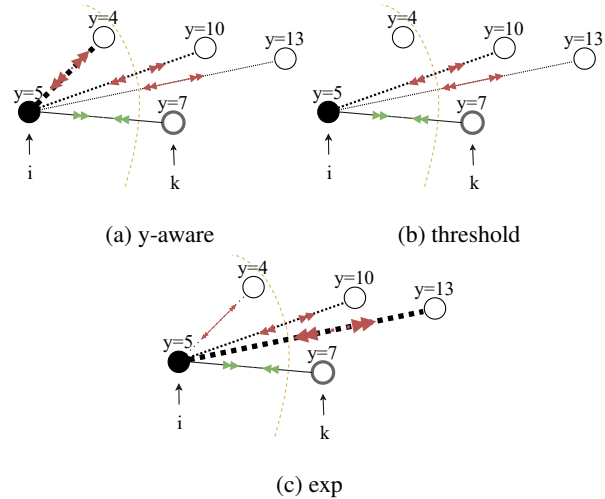 y=4
y=10
y=13
y=5
y=7
i
k
(a) y-aware
y=4
y=10
y=13
y=5
y=7
i
k
(b) threshold
y=4
y=10
y=13
y=5
y=7
i
k
(c) exp